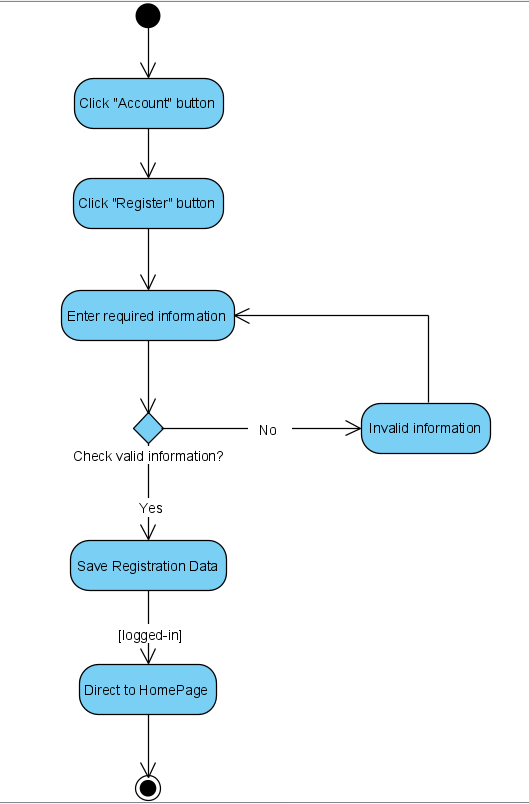 Click "Account" button
Click "Register" button
Enter required information
No
Invalid information
Check valid information?
Yes
Save Registration Data
[logged-in]
Direct to HomePage